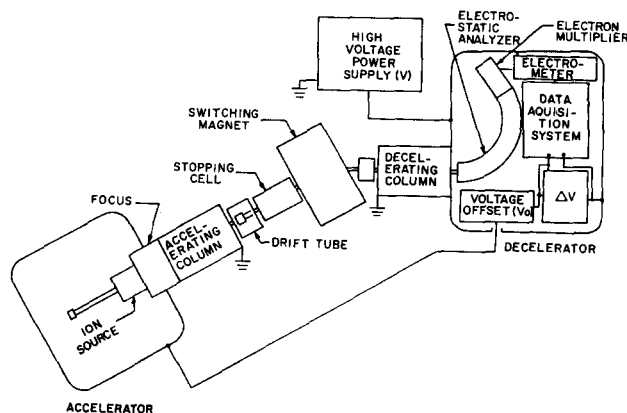 ELECTRO-
STATIC
ANALYZER
ELECTRON
MULTIPLIER
HIGH
VOLTAGE
POWER
SUPPLY (V)
ELECTRO-
METER
DATA
AQUISI-
TION
SYSTEM
SWITCHING
MAGNET
DECEL-
ERATING
COLUMN
STOPPING
CELL
VOLTAGE
OFFSET (Vo)
ΔV
FOCUS
ACCEL-
ERATING
COLUMN
DRIFT TUBE
DECELERATOR
ION
SOURCE
ACCELERATOR